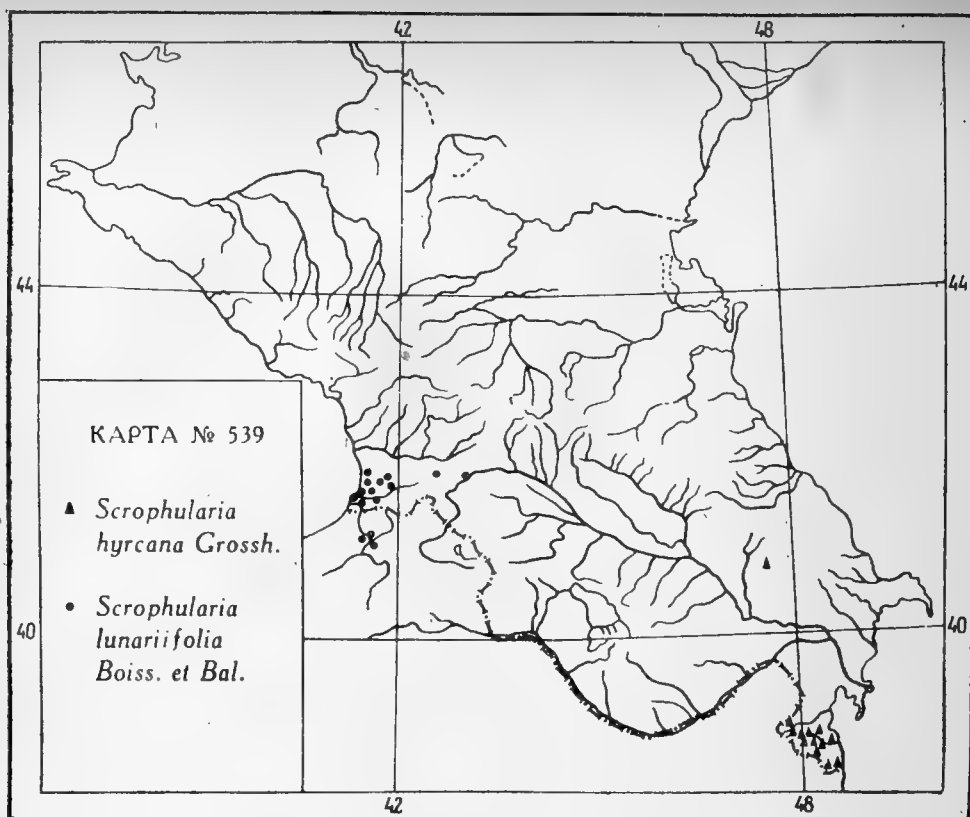 42 48
44 44
КАРТА № 539
▲ Scrophularia
hyrcana Grossh.
● Scrophularia
lunariifolia
Boiss. et Bal.
40 40
42 48